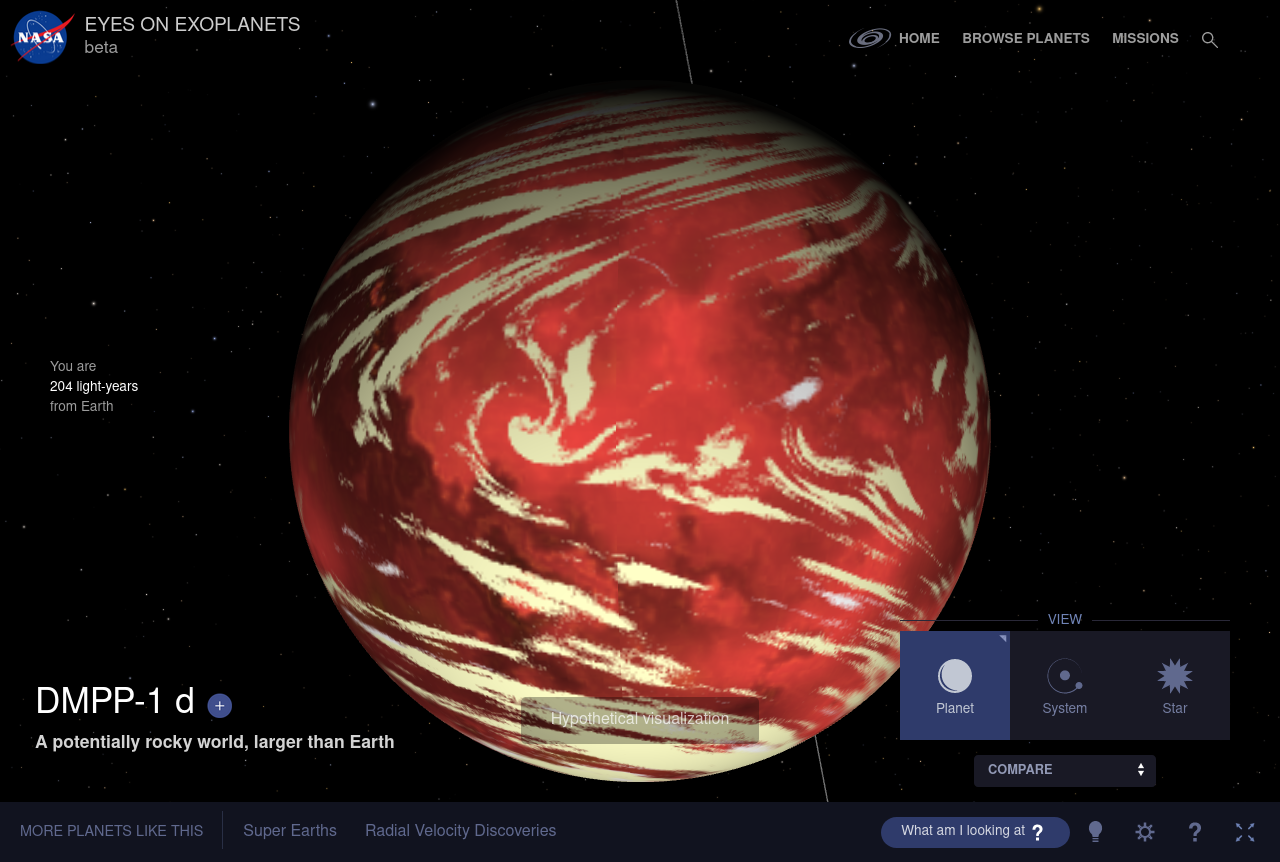 NASA
EYES ON EXOPLANETS
beta
HOME
BROWSE PLANETS
MISSIONS
You are
204 light-years
from Earth
VIEW
Planet
System
Star
DMPP-1 d +
A potentially rocky world, larger than Earth
Hypothetical visualization
COMPARE
MORE PLANETS LIKE THIS
Super Earths
Radial Velocity Discoveries
What am I looking at ?
?